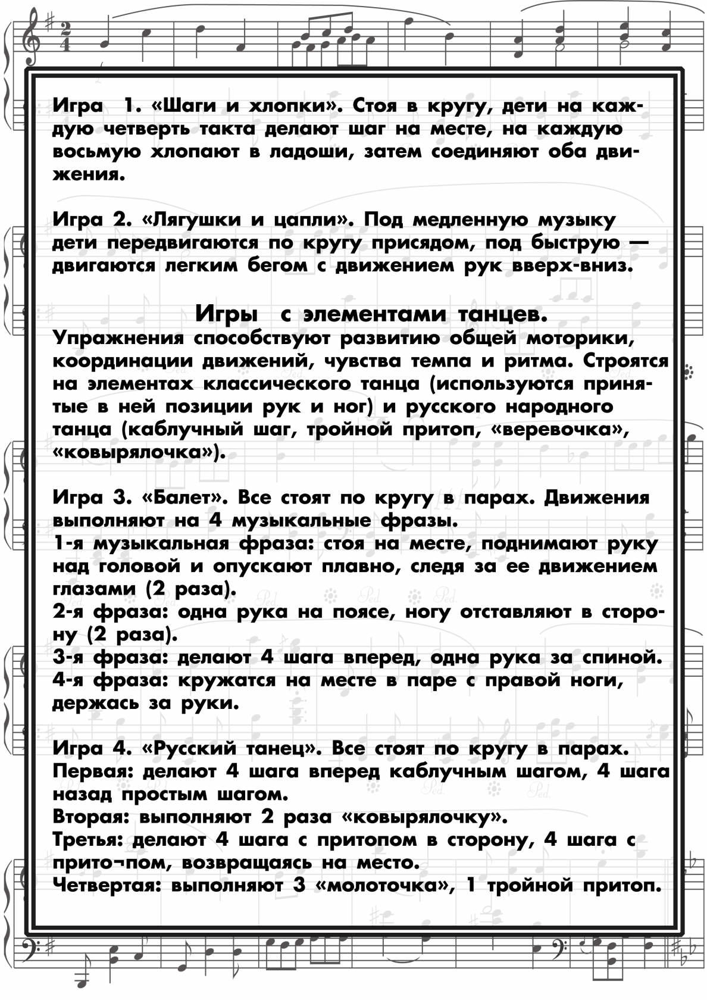 Игра 1. «Шаги и хлопки». Стоя в кругу, дети на каж-
дую четверть такта делают шаг на месте, на каждую
восьмую хлопают в ладоши, затем соединяют оба дви-
жения.
Игра 2. «Лягушки и цапли». Под медленную музыку
дети передвигаются по кругу присядом, под быструю —
двигаются легким бегом с движением рук вверх-вниз.
Игры с элементами танцев.
Упражнения способствуют развитию общей моторики,
координации движений, чувства темпа и ритма. Строятся
на элементах классического танца (используются приня-
тые в ней позиции рук и ног) и русского народного
танца (каблучный шаг, тройной притоп, «веревочка»,
«ковырялочка»).
Игра 3. «Балет». Все стоят по кругу в парах. Движения
выполняют на 4 музыкальные фразы.
1-я музыкальная фраза: стоя на месте, поднимают руку
над головой и опускают плавно, следя за ее движением
глазами (2 раза).
2-я фраза: одна рука на поясе, ногу отставляют в сторо-
ну (2 раза).
3-я фраза: делают 4 шага вперед, одна рука за спиной.
4-я фраза: кружатся на месте в паре с правой ноги,
держась за руки.
Игра 4. «Русский танец». Все стоят по кругу в парах.
Первая: делают 4 шага вперед каблучным шагом, 4 шага
назад простым шагом.
Вторая: выполняют 2 раза «ковырялочку».
Третья: делают 4 шага с притопом в сторону, 4 шага с
прито¬пом, возвращаясь на место.
Четвертая: выполняют 3 «молоточка», 1 тройной притоп.